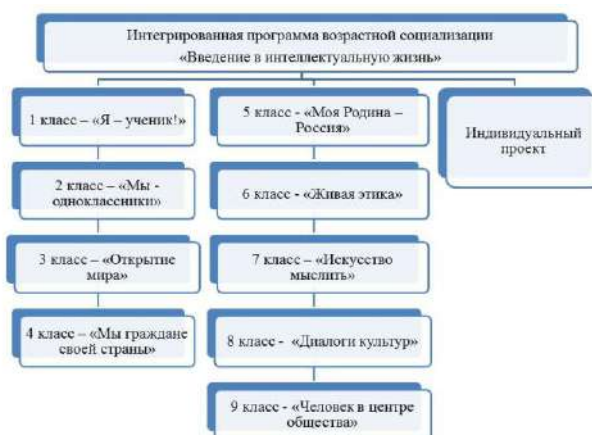 Интегрированная программа возрастной социализации
«Введение в интеллектуальную жизнь»
1 класс – «Я – ученик!»
2 класс – «Мы -
одноклассники»
3 класс – «Открытие
мира»
4 класс – «Мы граждане
своей страны»
5 класс - «Моя Родина –
Россия»
6 класс - «Живая этика»
7 класс – «Искусство
мыслить»
8 класс - «Диалоги культур»
9 класс - «Человек в центре
общества»
Индивидуальный
проект